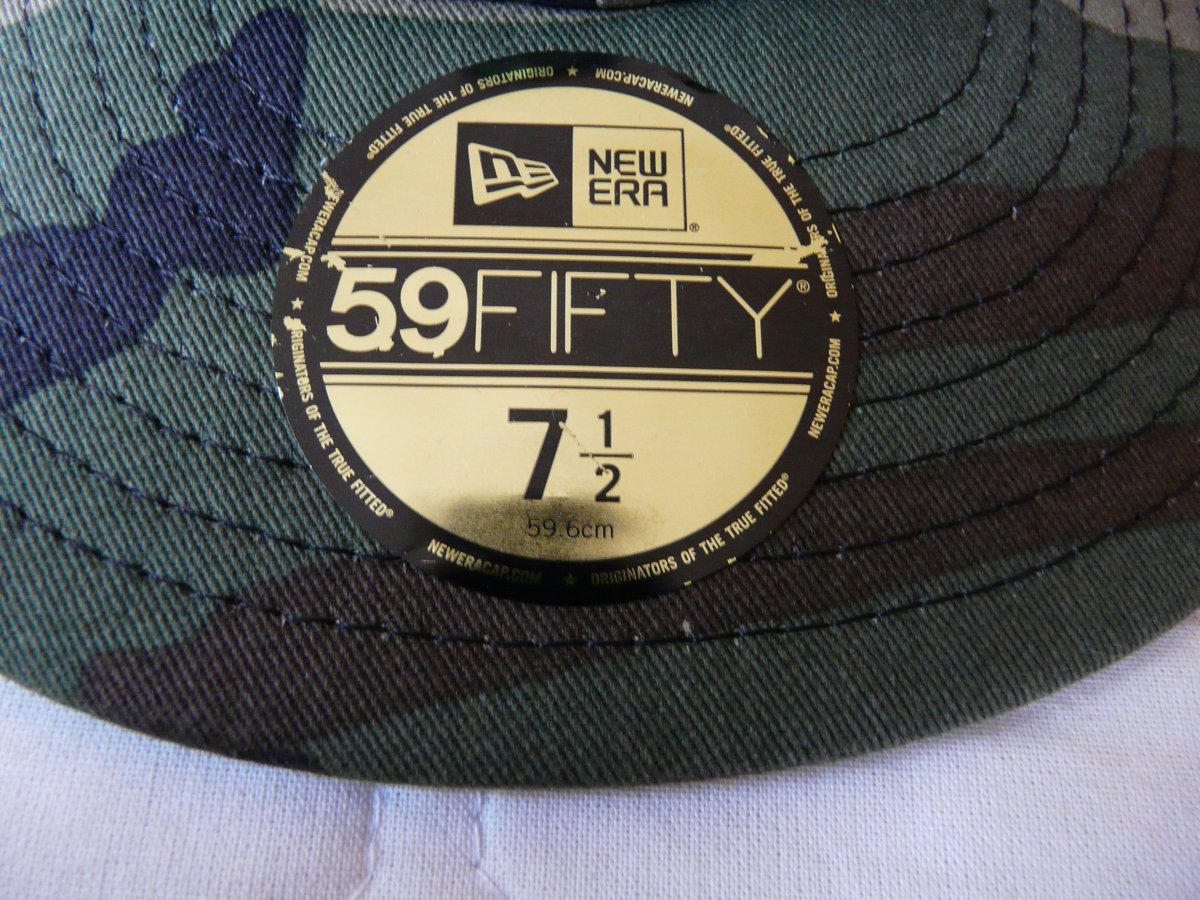 NEW ERA®
59FIFTY®
7 1/2
59.6cm
ORIGINATORS OF THE TRUE FITTED® ★ NEWERACAP.COM
ORIGINATORS OF THE TRUE FITTED® ★ NEWERACAP.COM
ORIGINATORS OF THE TRUE FITTED® ★ NEWERACAP.COM
ORIGINATORS OF THE TRUE FITTED® ★ NEWERACAP.COM